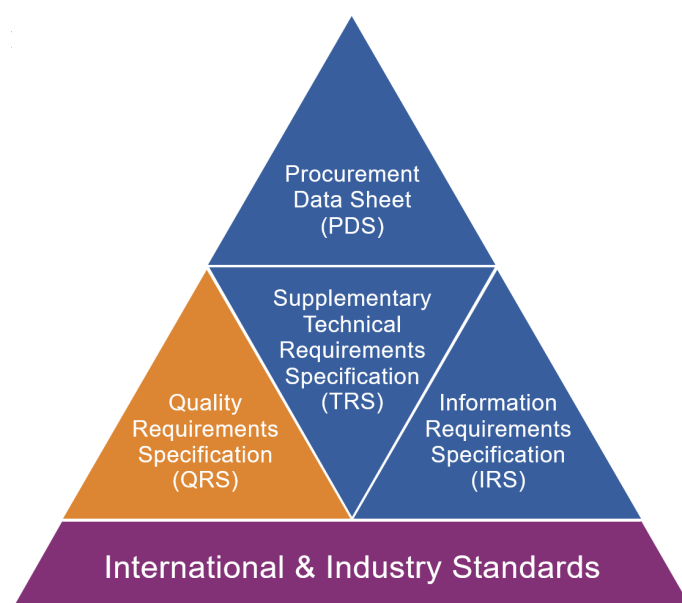 Procurement
Data Sheet
(PDS)
Supplementary
Technical
Requirements
Specification
(TRS)
Quality
Requirements
Specification
(QRS)
Information
Requirements
Specification
(IRS)
International & Industry Standards